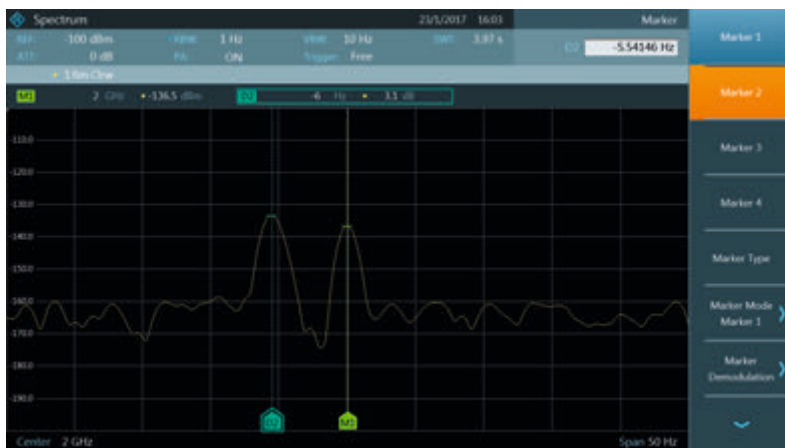 Spectrum 23/1/2017 16:03 Marker
Ref: -100 dBm RBW: 1 Hz VBW: 10 Hz SWT: 3.97 s D2 -5.54146 Hz
ATT: 0 dB PA: ON Trigger: Free
1 Rm Clrw
M1 2 GHz -136.5 dBm D2 -6 Hz 3.1 dB
-110.0
-120.0
-130.0
-140.0
-150.0
-160.0
-170.0
-180.0
-190.0
D2 M1
Center 2 GHz Span 50 Hz
Marker 1
Marker 2
Marker 3
Marker 4
Marker Type
Marker Mode
Marker 1
Marker
Demodulation